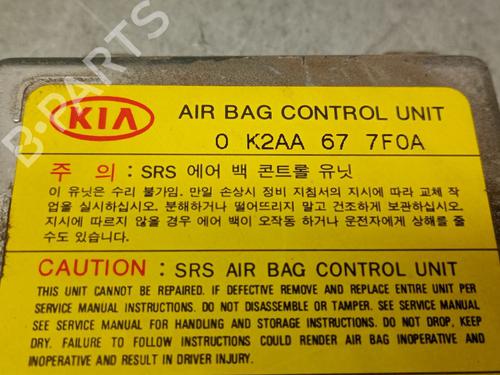 KIA
AIR BAG CONTROL UNIT
0 K2AA 67 7F0A
주 의 : SRS 에어 백 콘트롤 유닛
이 유닛은 수리 불가임. 만일 손상시 정비 지침서의 지시에 따라 교체 작
업을 실시하십시오. 분해하거나 떨어뜨리지 말고 건조하게 보관하십시오.
지시에 따르지 않을 경우 에어 백이 오작동 하거나 운전자에게 상해를 줄
수도 있습니다.
CAUTION : SRS AIR BAG CONTROL UNIT
THIS UNIT CANNOT BE REPAIRED. IF DEFECTIVE REMOVE AND REPLACE ENTIRE UNIT PER
SERVICE MANUAL INSTRUCTIONS. DO NOT DISASSEMBLE OR TAMPER. SEE SERVICE MANUAL
SEE SERVICE MANUAL FOR HANDLING AND STORAGE INSTRUCTIONS. DO NOT DROP, KEEP
DRY. FAILURE TO FOLLOW INSTRUCTIONS COULD RENDER AIR BAG INOPERATIVE AND
INOPERATIVE AND RESULT IN DRIVER INJURY.
B-PARTS